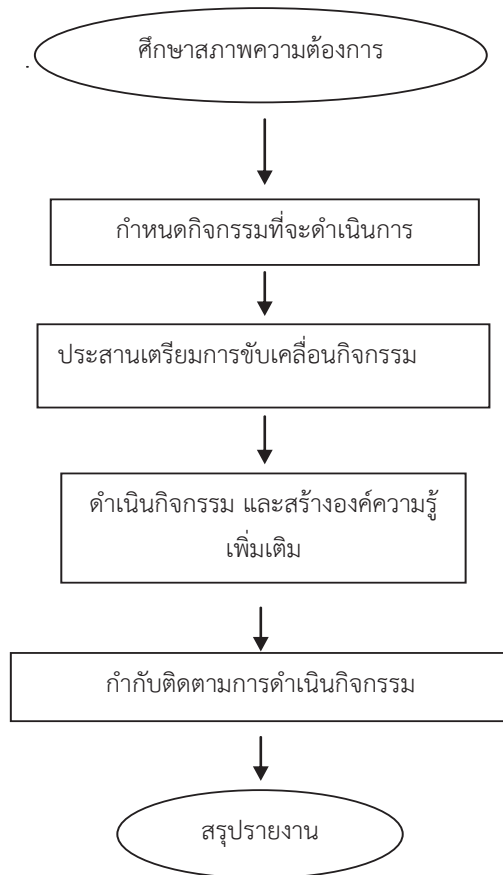 ศึกษาสภาพความต้องการ
กำหนดกิจกรรมที่จะดำเนินการ
ประสานเตรียมการขับเคลื่อนกิจกรรม
ดำเนินกิจกรรม และสร้างองค์ความรู้
เพิ่มเติม
กำกับติดตามการดำเนินกิจกรรม
สรุปรายงาน